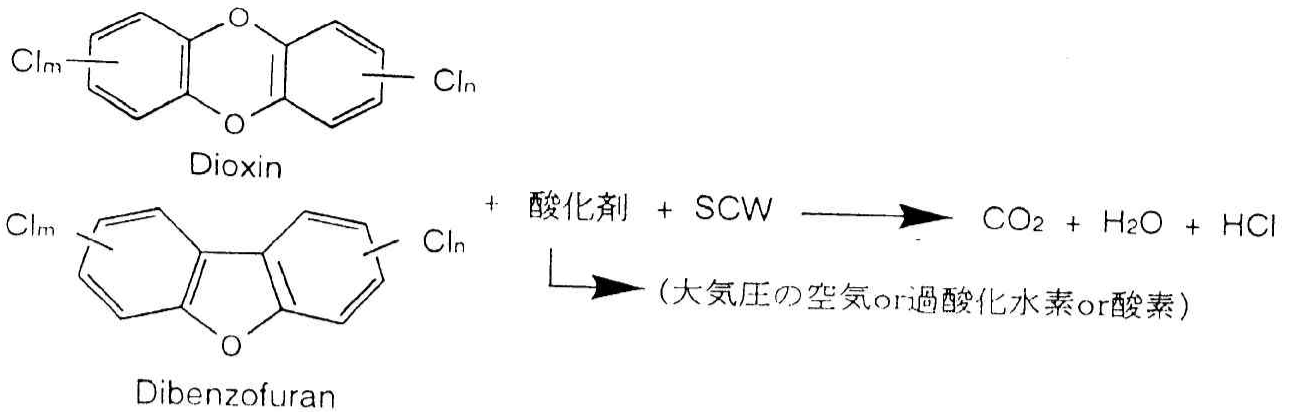 O
Clm
Cln
O
Dioxin
+ 酸化剤 + SCW
CO2 + H2O + HCl
Clm
Cln
(大気圧の空気or過酸化水素or酸素)
O
Dibenzofuran